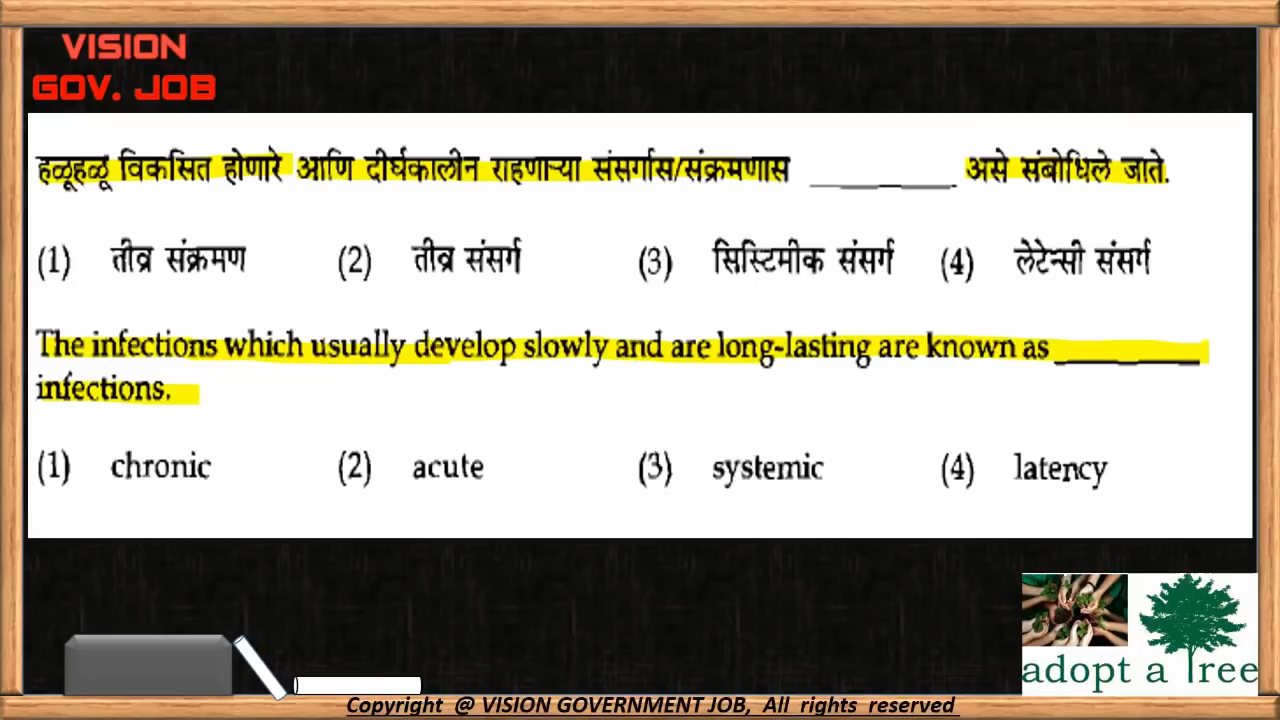 VISION
GOV. JOB
हळूहळू विकसित होणारे आणि दीर्घकालीन राहणाऱ्या संसर्गास/संक्रमणास __________ असे संबोधिले जाते.
(1) तीव्र संक्रमण (2) तीव्र संसर्ग (3) सिस्टिमीक संसर्ग (4) लेटेन्सी संसर्ग
The infections which usually develop slowly and are long-lasting are known as __________
infections.
(1) chronic (2) acute (3) systemic (4) latency
adopt a Tree
Copyright @ VISION GOVERNMENT JOB, All rights reserved